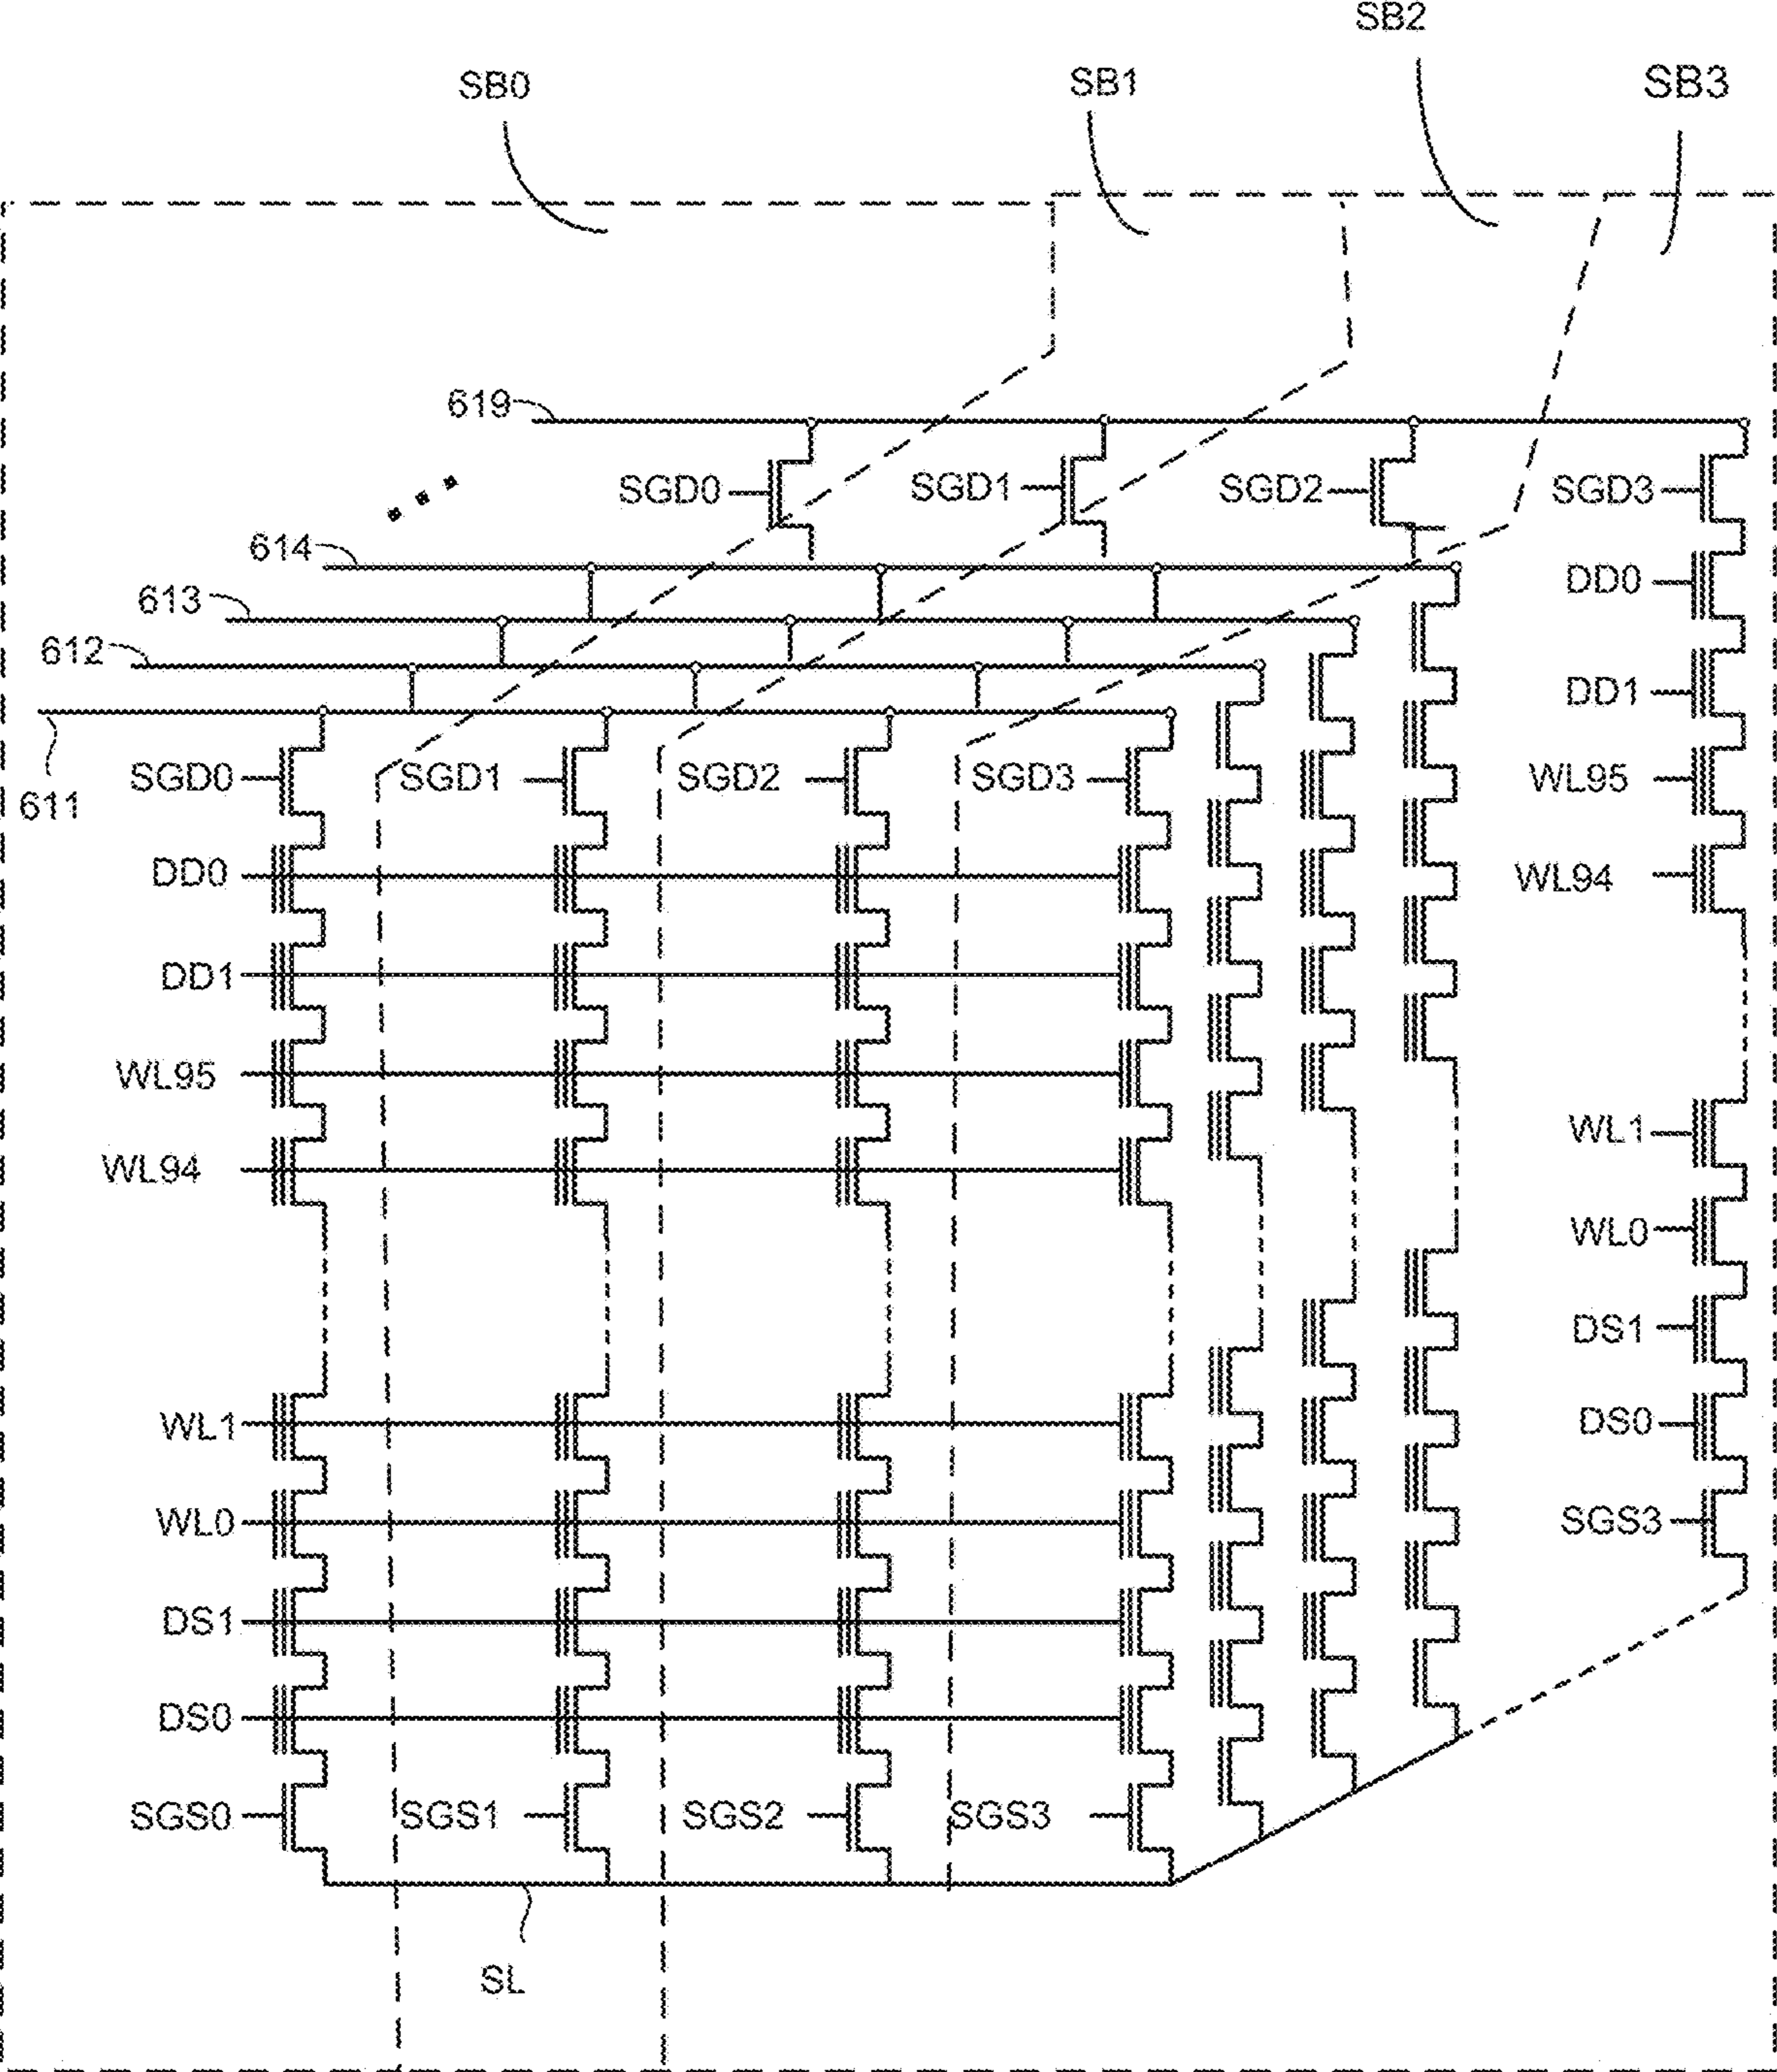 SB2
SB0 SB1 SB3
619
SGD0 SGD1 SGD2 SGD3
614
DD0
613
612
DD1
611
SGD0 SGD1 SGD2 SGD3
WL95
DD0
WL94
DD1
WL95
WL1
WL94
WL0
DS1
WL1
DS0
WL0
SGS3
DS1
DS0
SGS0 SGS1 SGS2 SGS3
SL